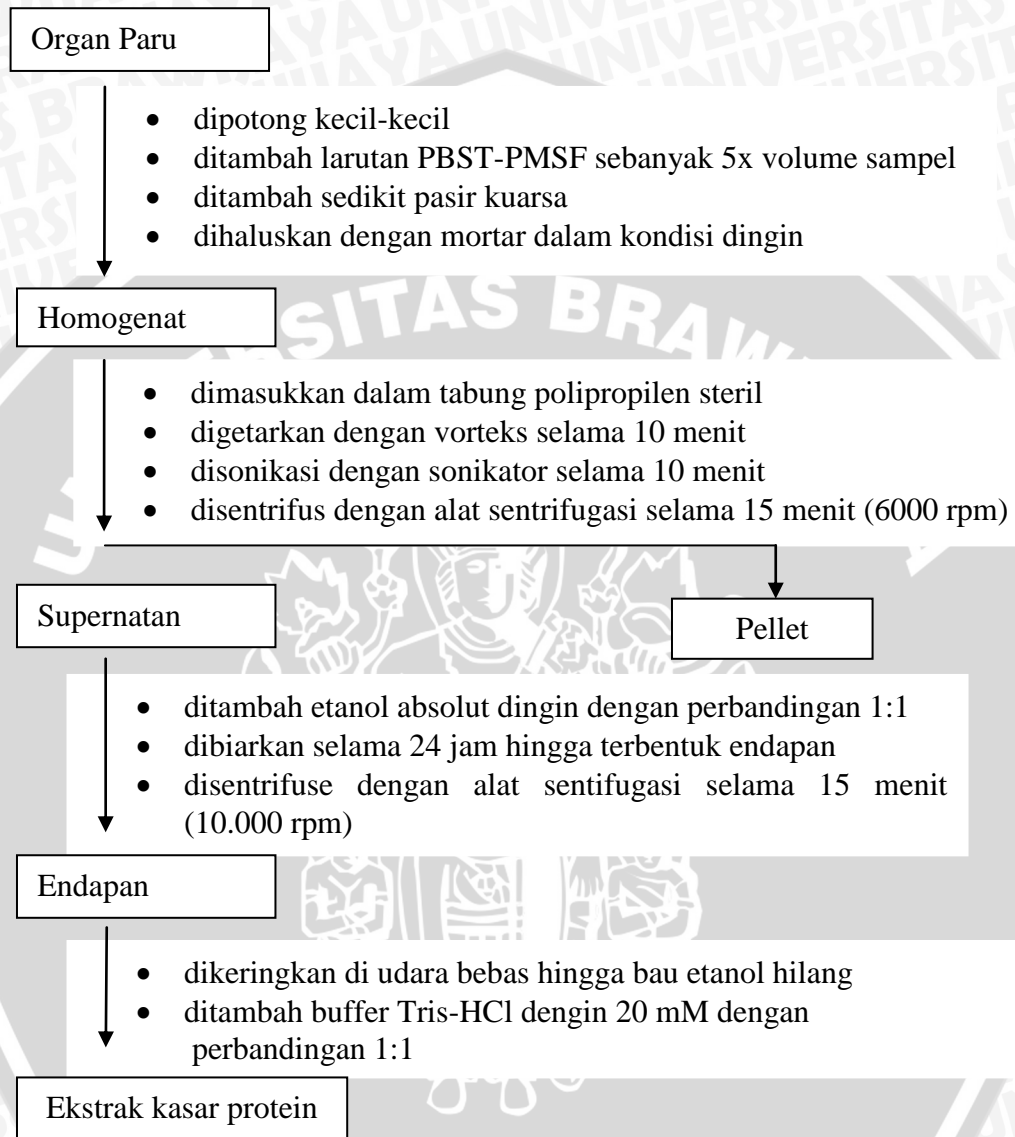 Organ Paru
• dipotong kecil-kecil
• ditambah larutan PBST-PMSF sebanyak 5x volume sampel
• ditambah sedikit pasir kuarsa
• dihaluskan dengan mortar dalam kondisi dingin
Homogenat
• dimasukkan dalam tabung polipropilen steril
• digetarkan dengan vorteks selama 10 menit
• disonikasi dengan sonikator selama 10 menit
• disentrifus dengan alat sentrifugasi selama 15 menit (6000 rpm)
Supernatan
Pellet
• ditambah etanol absolut dingin dengan perbandingan 1:1
• dibiarkan selama 24 jam hingga terbentuk endapan
• disentrifuse dengan alat sentifugasi selama 15 menit
(10.000 rpm)
Endapan
• dikeringkan di udara bebas hingga bau etanol hilang
• ditambah buffer Tris-HCl dengin 20 mM dengan
perbandingan 1:1
Ekstrak kasar protein